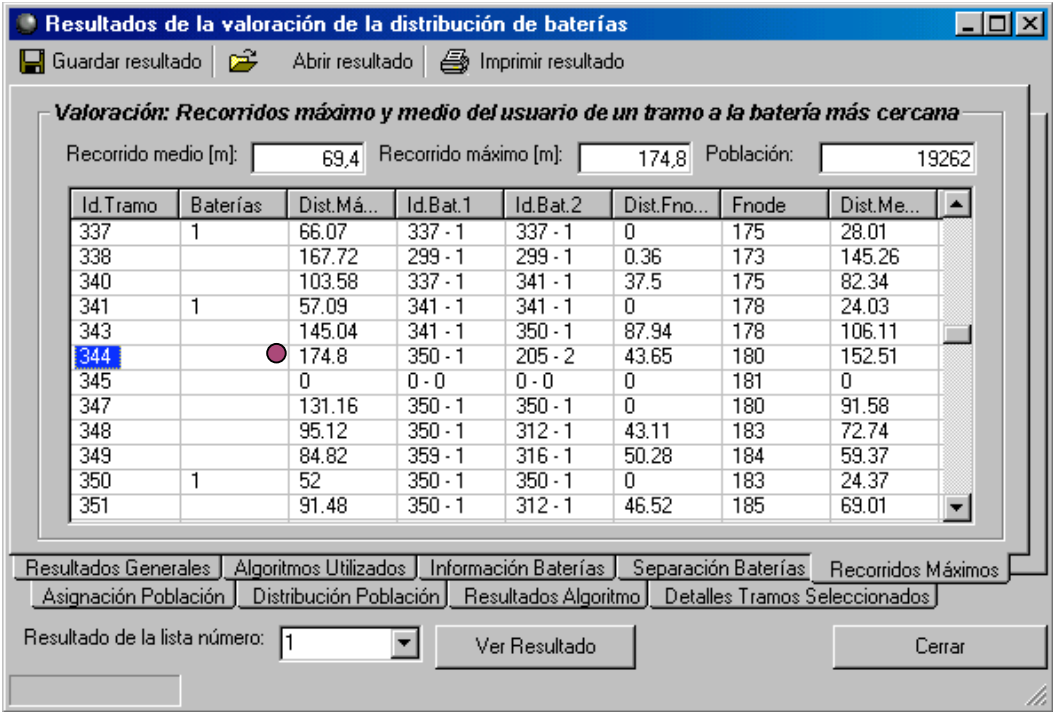 Resultados de la valoración de la distribución de baterías
Guardar resultado Abrir resultado Imprimir resultado
Valoración: Recorridos máximo y medio del usuario de un tramo a la batería más cercana
Recorrido medio [m]: 69,4 Recorrido máximo [m]: 174,8 Población: 19262
Id.Tramo Baterías Dist.Má... Id.Bat.1 Id.Bat.2 Dist.Fno... Fnode Dist.Me...
337 1 66.07 337 - 1 337 - 1 0 175 28.01
338 167.72 299 - 1 299 - 1 0.36 173 145.26
340 103.58 337 - 1 341 - 1 37.5 175 82.34
341 1 57.09 341 - 1 341 - 1 0 178 24.03
343 145.04 341 - 1 350 - 1 87.94 178 106.11
344 174.8 350 - 1 205 - 2 43.65 180 152.51
345 0 0 - 0 0 - 0 0 181 0
347 131.16 350 - 1 350 - 1 0 180 91.58
348 95.12 350 - 1 312 - 1 43.11 183 72.74
349 84.82 359 - 1 316 - 1 50.28 184 59.37
350 1 52 350 - 1 350 - 1 0 183 24.37
351 91.48 350 - 1 312 - 1 46.52 185 69.01
Resultados Generales Algoritmos Utilizados Información Baterías Separación Baterías Recorridos Máximos
Asignación Población Distribución Población Resultados Algoritmo Detalles Tramos Seleccionados
Resultado de la lista número: 1 Ver Resultado Cerrar